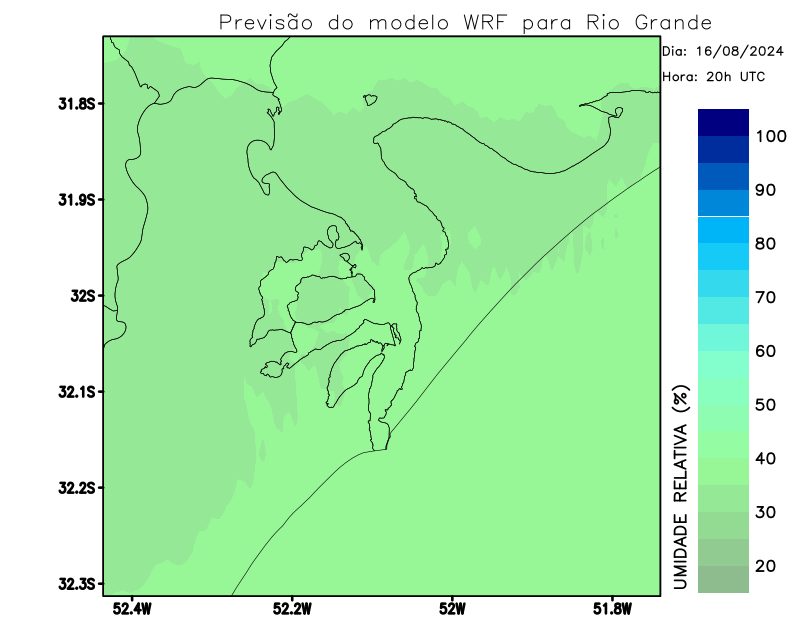 Previsão do modelo WRF para Rio Grande
Dia: 16/08/2024
Hora: 20h UTC
31.8S
31.9S
32S
32.1S
32.2S
32.3S
52.4W
52.2W
52W
51.8W
100
90
80
70
60
50
40
30
20
UMIDADE RELATIVA (%)